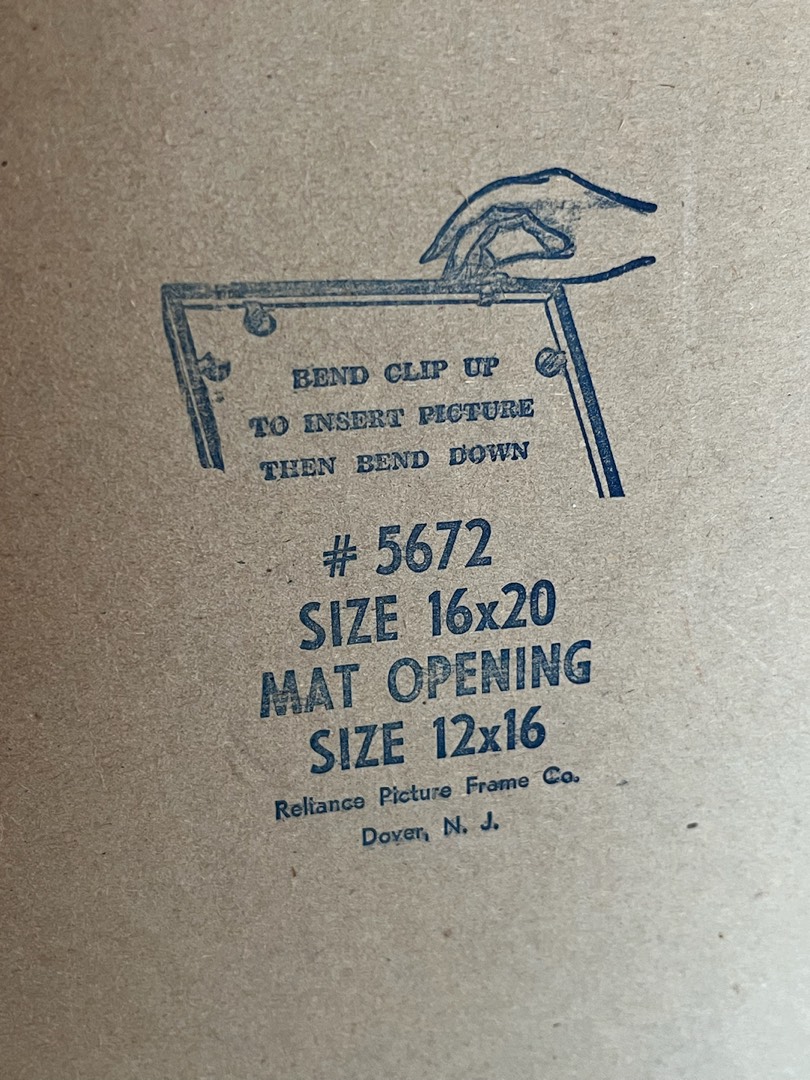 BEND CLIP UP
TO INSERT PICTURE
THEN BEND DOWN
# 5672
SIZE 16x20
MAT OPENING
SIZE 12x16
Reliance Picture Frame Co.
Dover, N. J.